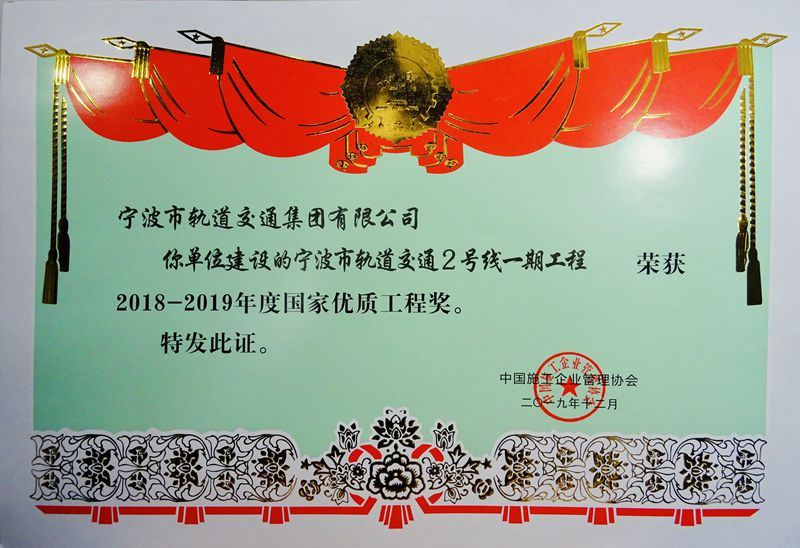 宁波市轨道交通集团有限公司
你单位建设的宁波市轨道交通2号线一期工程 荣获
2018-2019年度国家优质工程奖。
特发此证。
中国施工企业管理协会
二〇一九年十二月